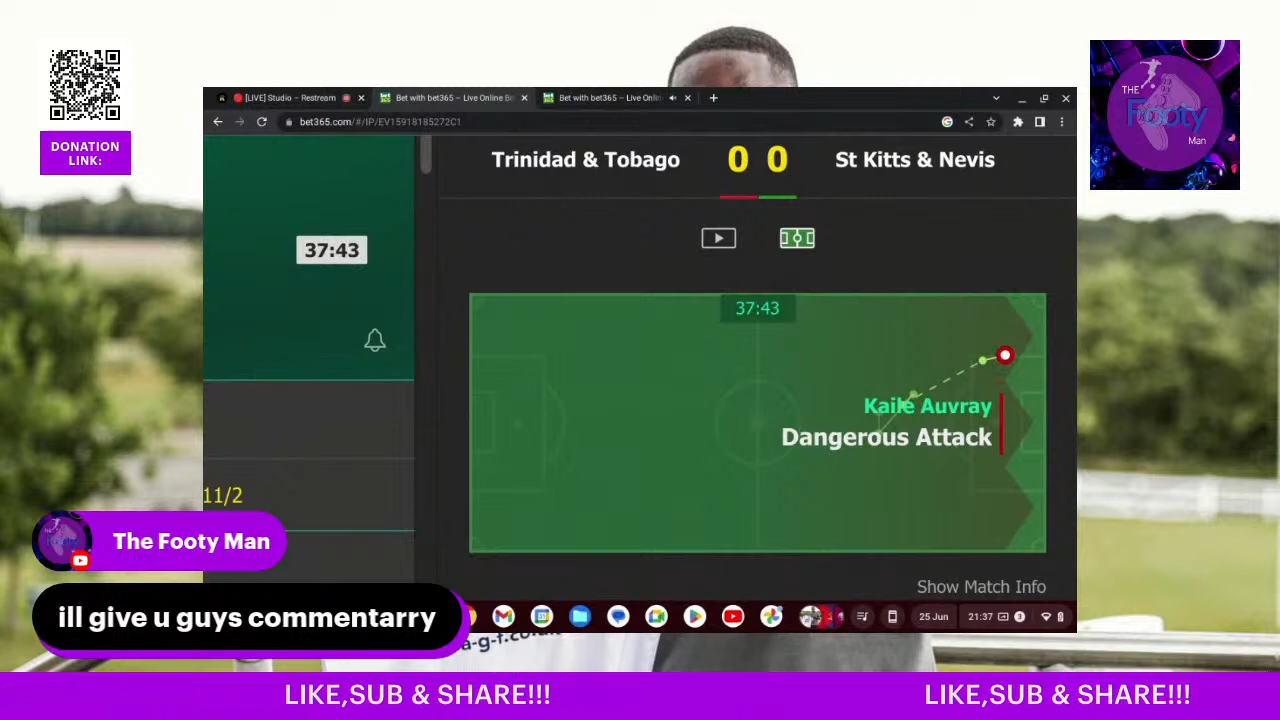 DONATION
LINK:
[LIVE] Studio – Restream
Bet with bet365 – Live Online Be
Bet with bet365 – Live Onlin
bet365.com/#/IP/EV15918185272C1
THE
Footy
Man
Trinidad & Tobago
0 0
St Kitts & Nevis
37:43
37:43
Kaile Auvray
Dangerous Attack
11/2
Show Match Info
The Footy Man
ill give u guys commentarry
25 Jun
21:37
3
LIKE,SUB & SHARE!!!
LIKE,SUB & SHARE!!!